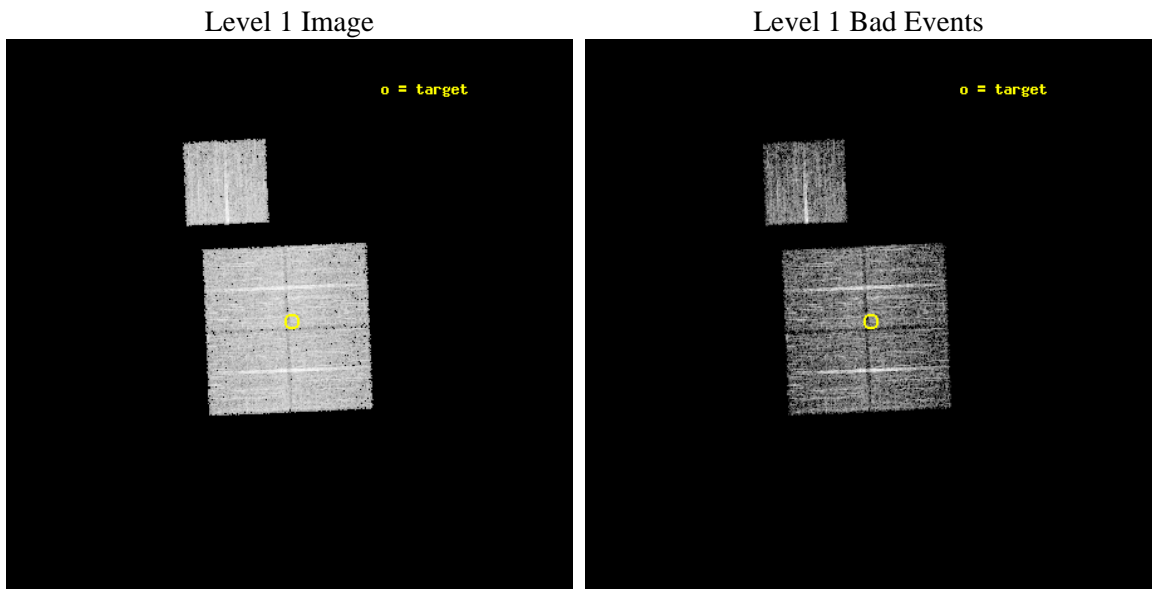 Level 1 Image
Level 1 Bad Events
o = target
o = target